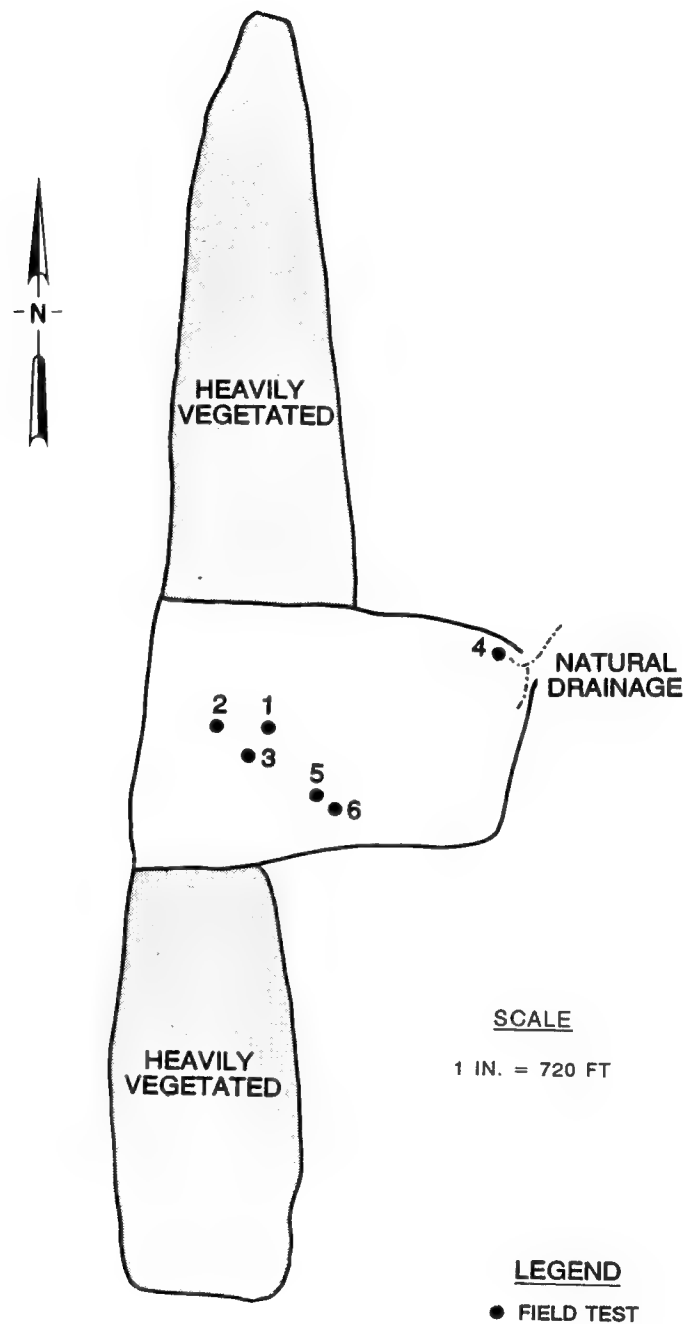 -N-
HEAVILY
VEGETATED
4
NATURAL
DRAINAGE
2 1
3
5
6
SCALE
1 IN. = 720 FT
HEAVILY
VEGETATED
LEGEND
● FIELD TEST